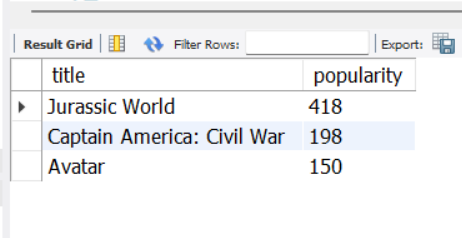 Result Grid Filter Rows: Export:
title popularity
Jurassic World 418
Captain America: Civil War 198
Avatar 150